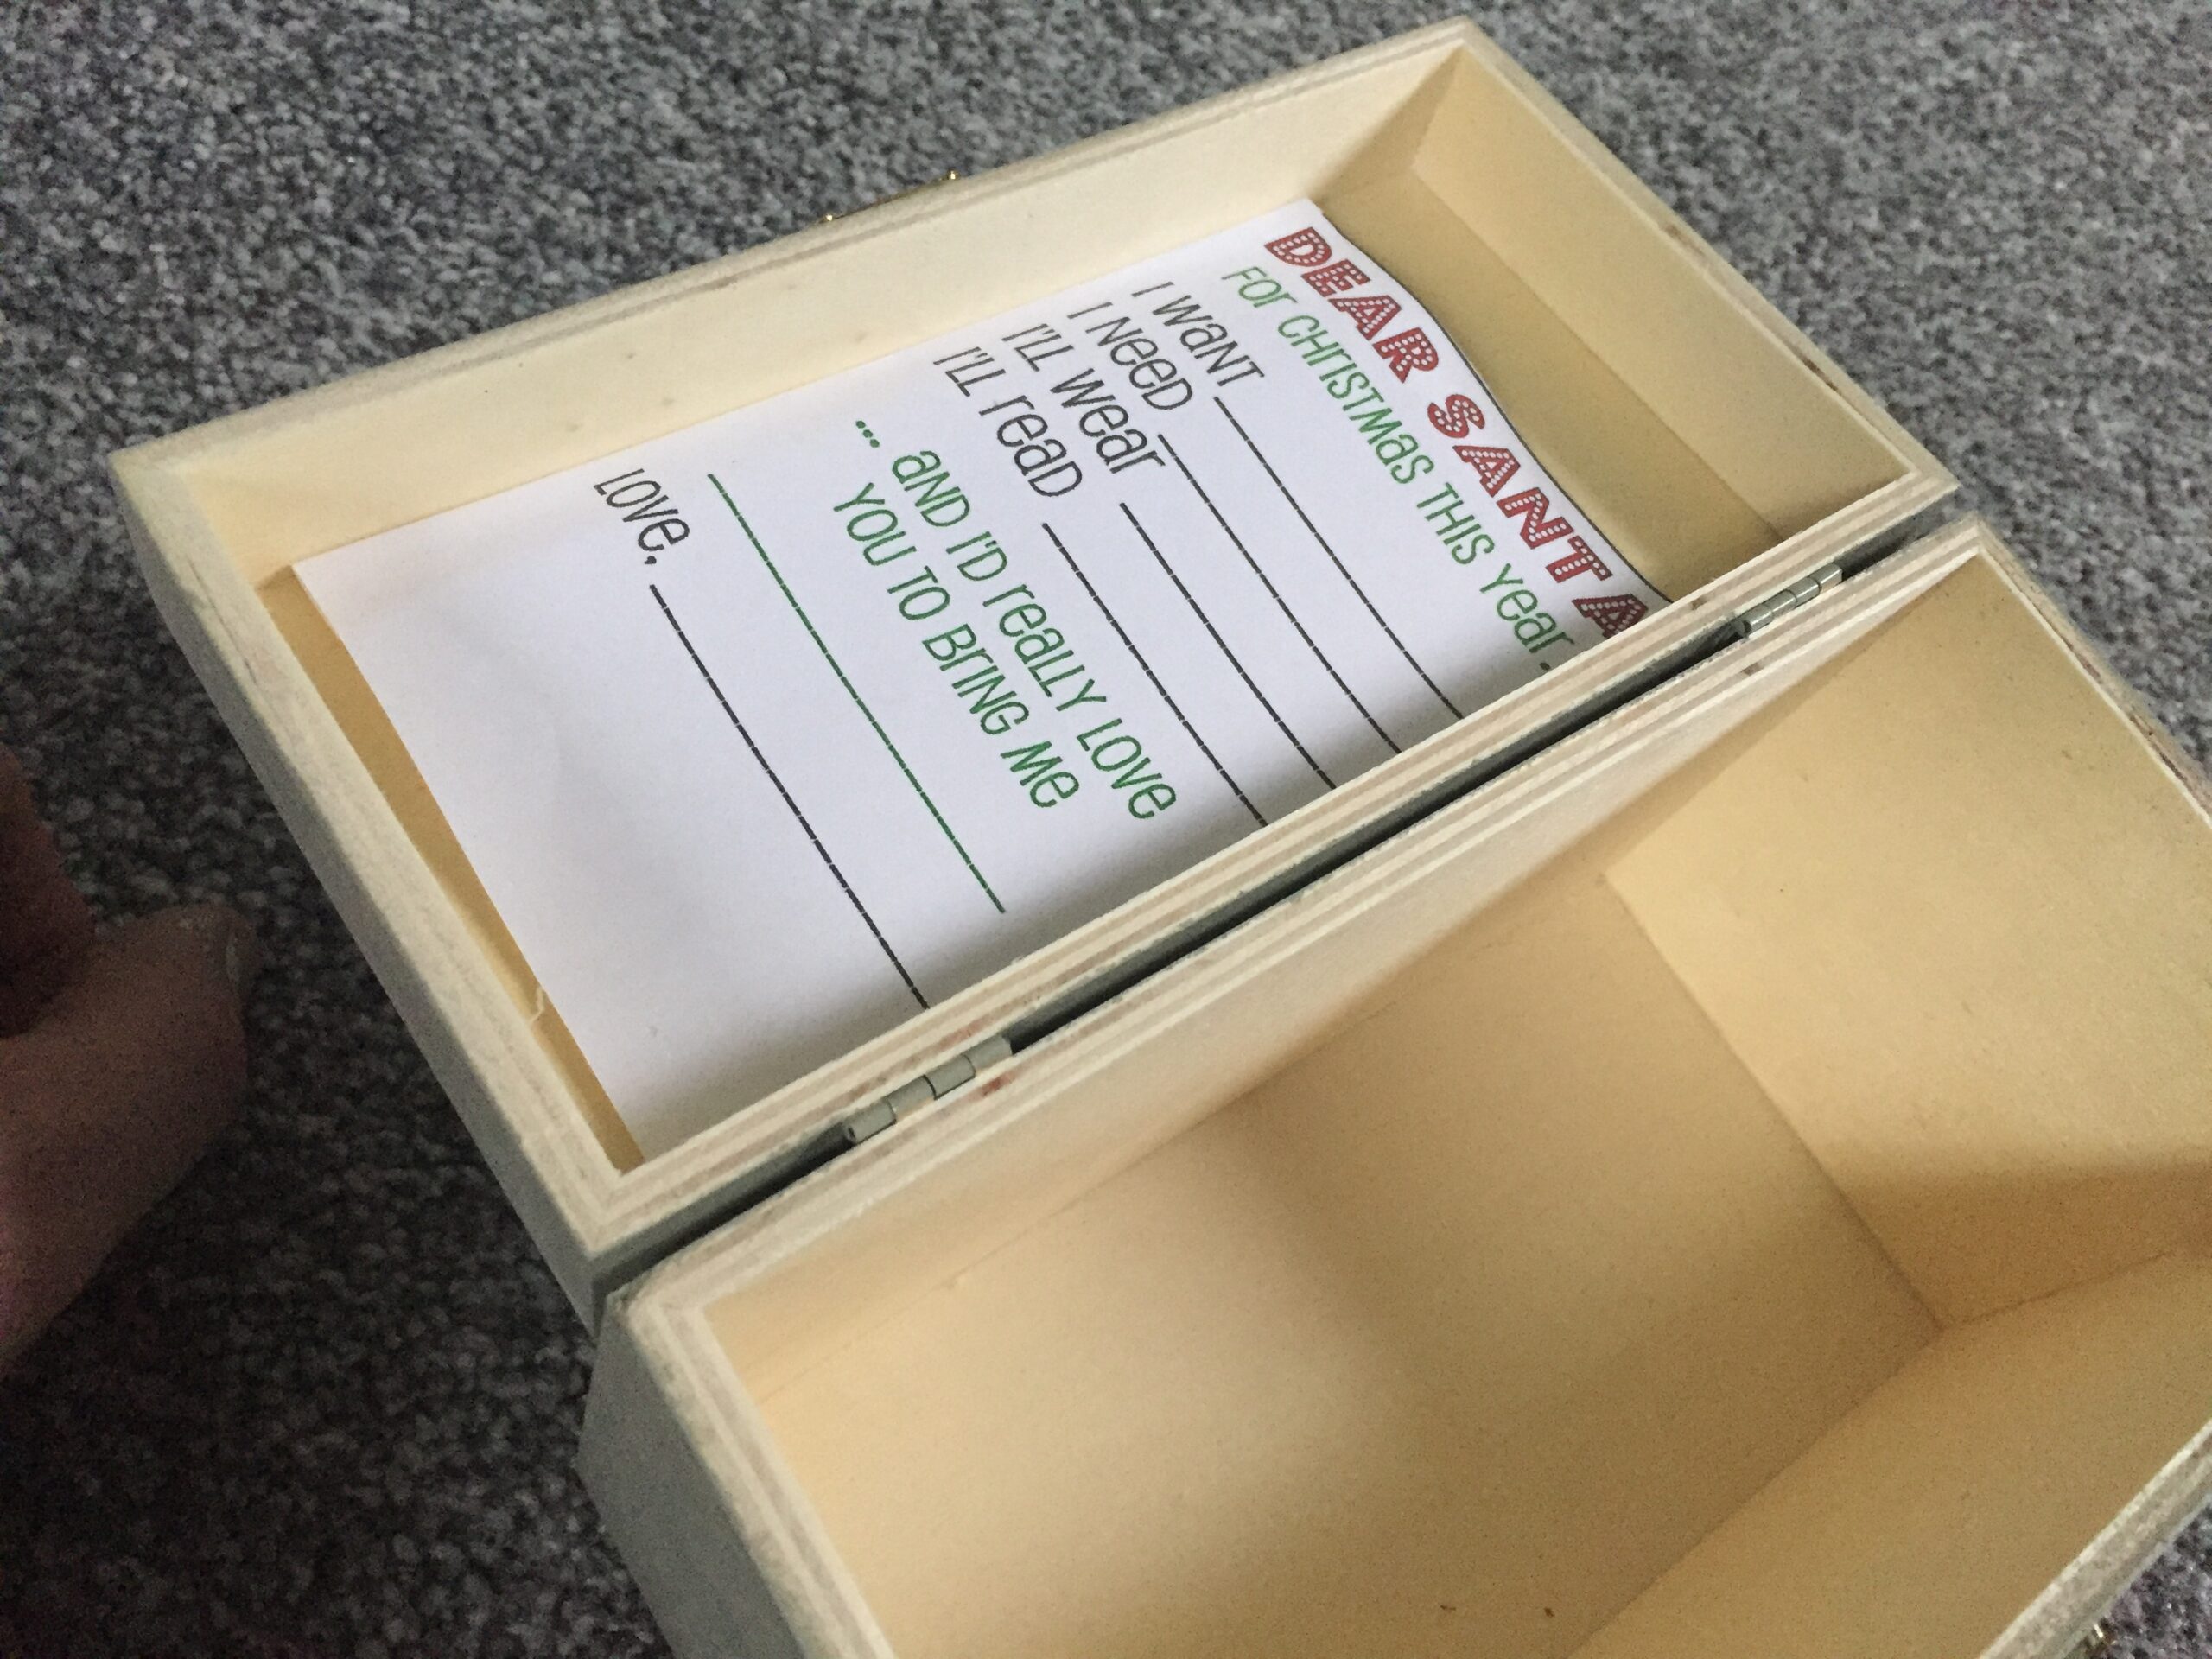 DEAR SANTA
FOR CHRISTMAS THIS YEAR.
I WANT
I NEED
I'LL WEAR
I'LL READ
... AND I'D REALLY LOVE
YOU TO BRING ME
LOVE,